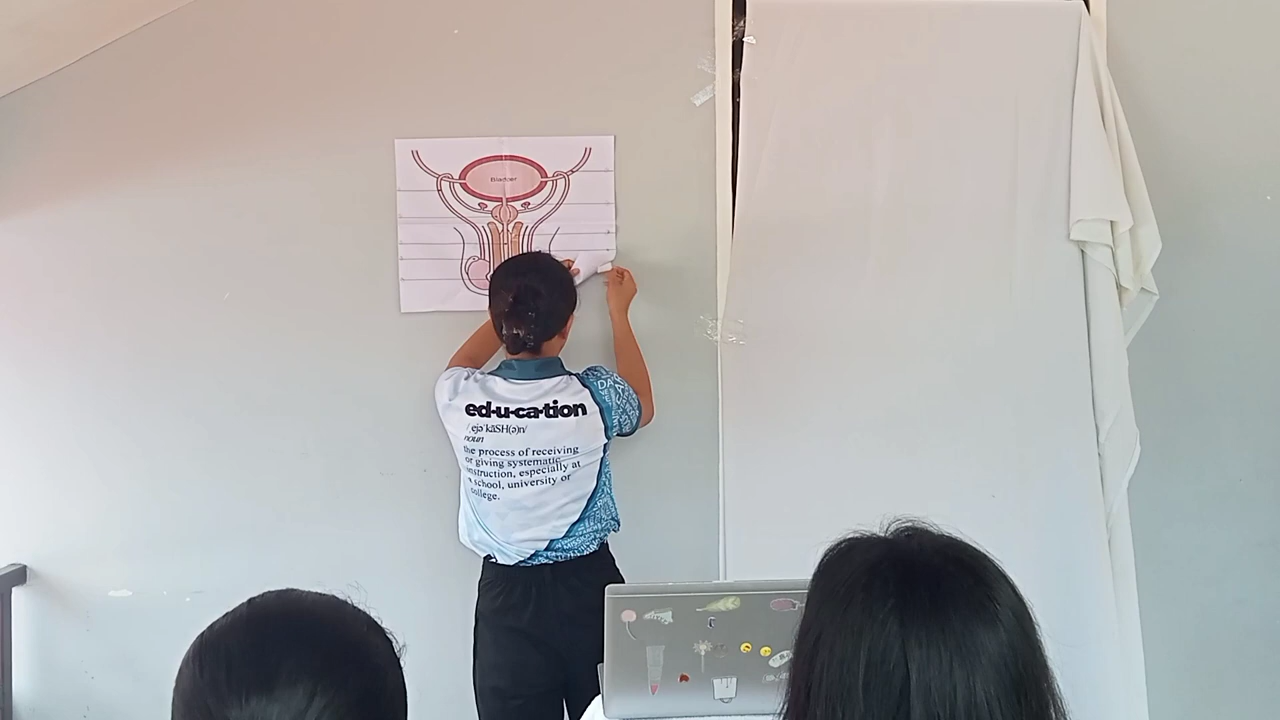 Bladder
ed·u·ca·tion
/ˌejəˈkāSH(ə)n/
noun
the process of receiving
or giving systematic
instruction, especially at
a school, university or
college.